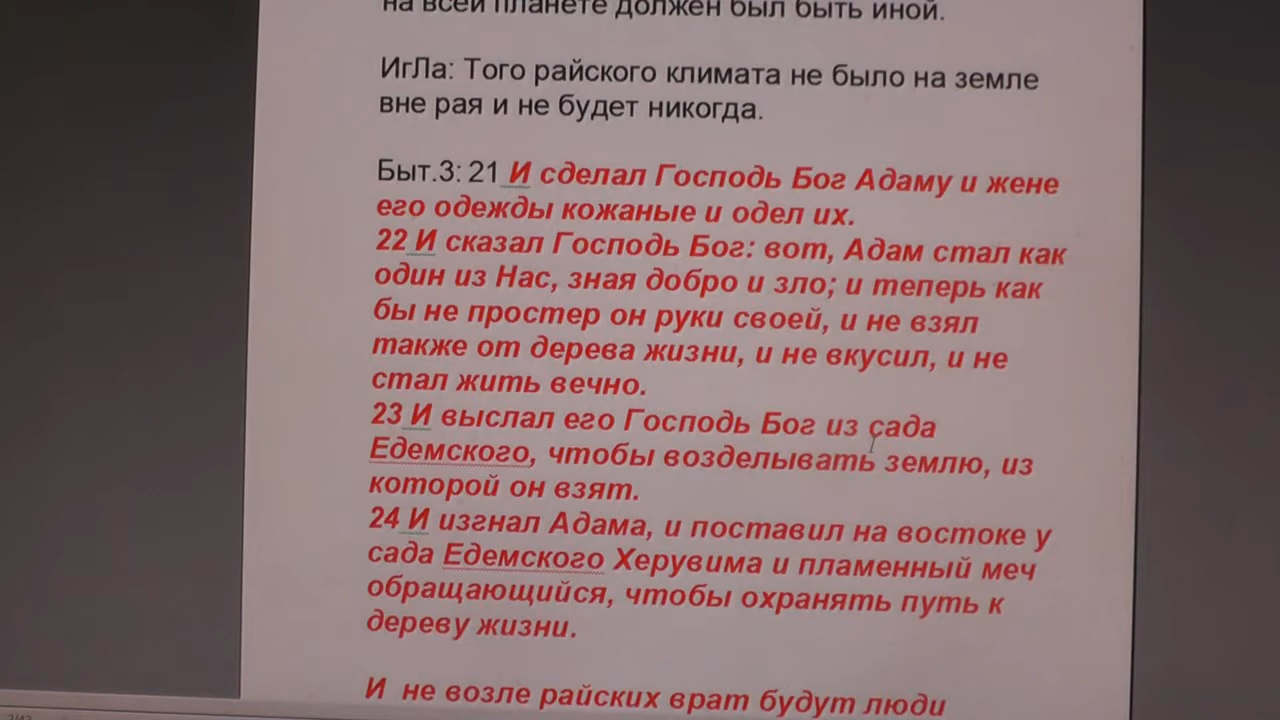 на всей планете должен был быть иной.
ИгЛа: Того райского климата не было на земле
вне рая и не будет никогда.
Быт.3: 21 И сделал Господь Бог Адаму и жене
его одежды кожаные и одел их.
22 И сказал Господь Бог: вот, Адам стал как
один из Нас, зная добро и зло; и теперь как
бы не простер он руки своей, и не взял
также от дерева жизни, и не вкусил, и не
стал жить вечно.
23 И выслал его Господь Бог из сада
Едемского, чтобы возделывать землю, из
которой он взят.
24 И изгнал Адама, и поставил на востоке у
сада Едемского Херувима и пламенный меч
обращающийся, чтобы охранять путь к
дереву жизни.
И не возле райских врат будут люди